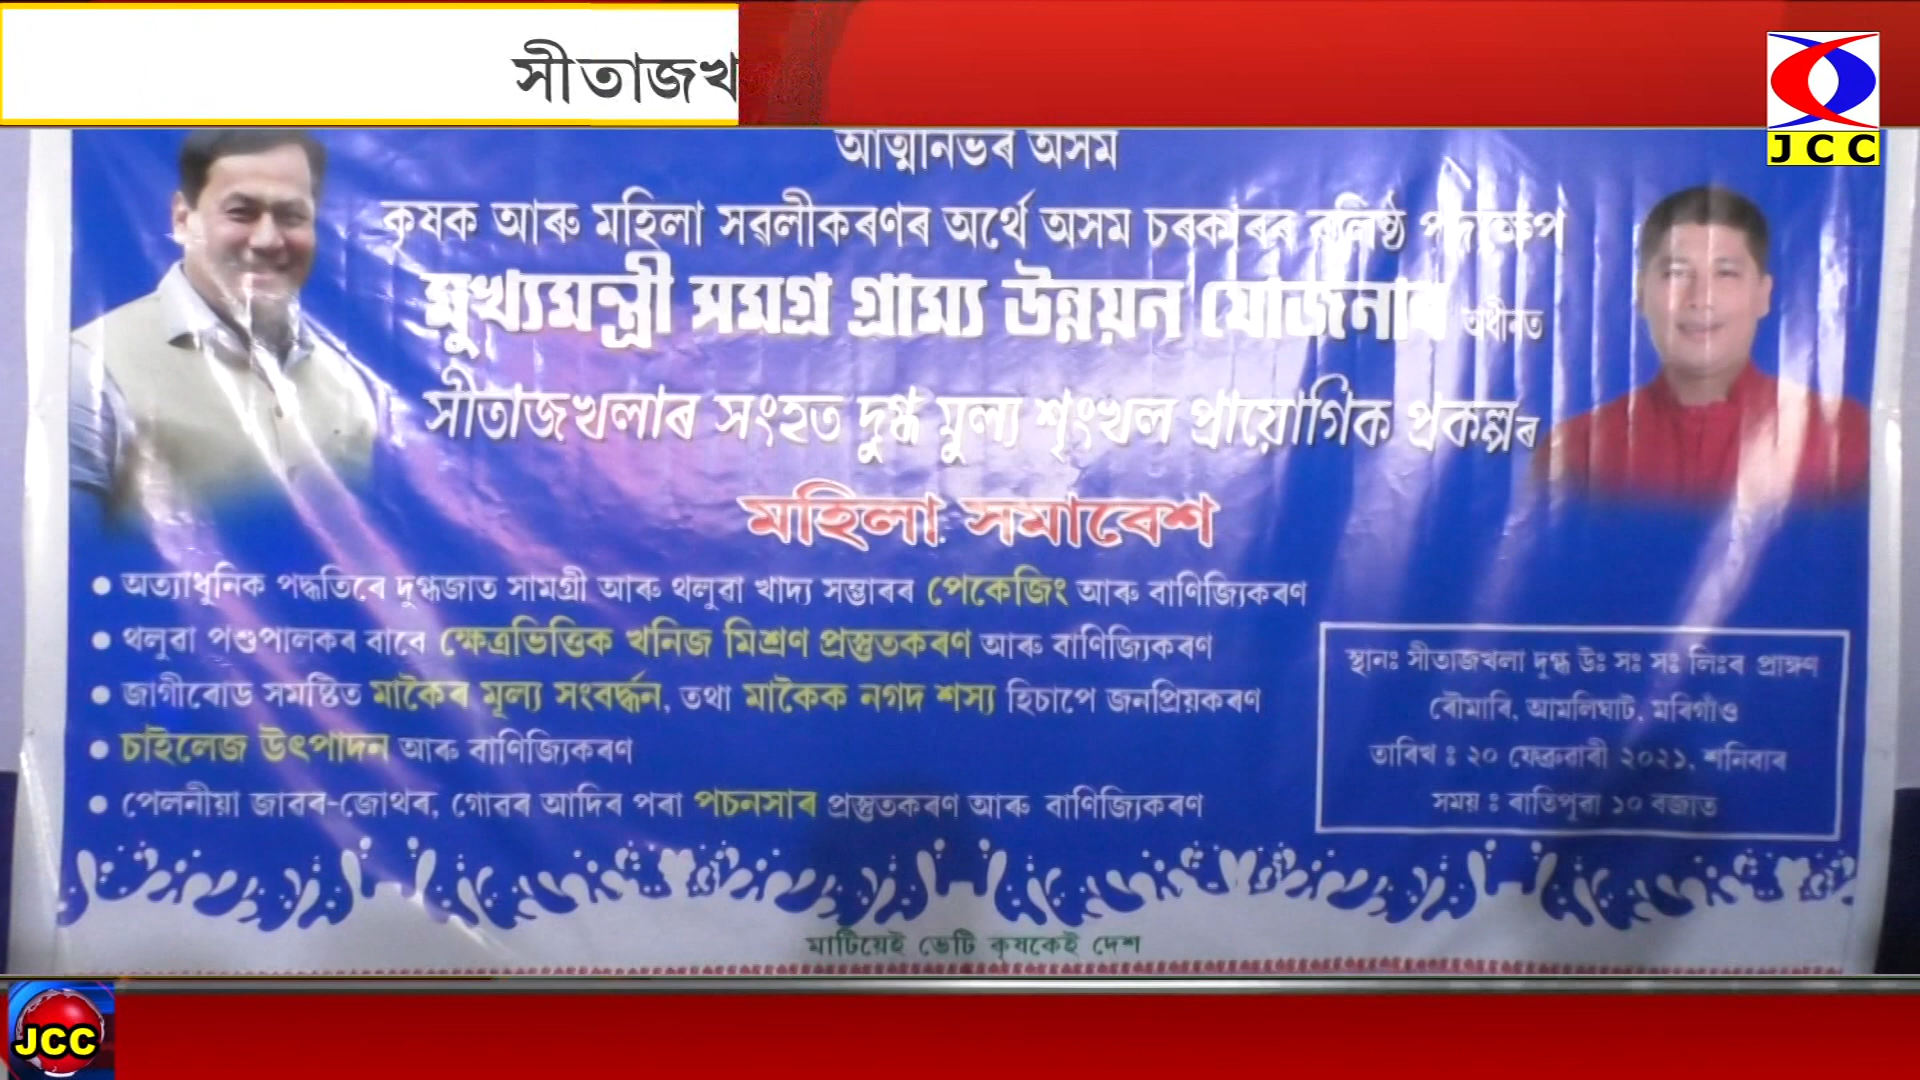 সীতাজখ
JCC
আত্মনিৰ্ভৰ অসম
কৃষক আৰু মহিলা সৱলীকৰণৰ অৰ্থে অসম চৰকাৰৰ বলিষ্ঠ পদক্ষেপ
মুখ্যমন্ত্ৰী সমগ্ৰ গ্ৰাম্য উন্নয়ন যোজনাৰ অধীনত
সীতাজখলাৰ সংহত দুগ্ধ মুল্য শৃংখল প্ৰায়োগিক প্ৰকল্পৰ
মহিলা সমাবেশ
• অত্যাধুনিক পদ্ধতিৰে দুগ্ধজাত সামগ্ৰী আৰু থলুৱা খাদ্য সম্ভাৰৰ পেকেজিং আৰু বাণিজ্যিকৰণ
• থলুৱা পশুপালকৰ বাবে ক্ষেত্ৰভিত্তিক খনিজ মিশ্ৰণ প্ৰস্তুতকৰণ আৰু বাণিজ্যিকৰণ
• জাগীৰোড সমষ্টিত মাকৈৰ মূল্য সংবৰ্দ্ধন, তথা মাকৈক নগদ শস্য হিচাপে জনপ্ৰিয়কৰণ
• চাইলেজ উৎপাদন আৰু বাণিজ্যিকৰণ
• পেলনীয়া জাৱৰ-জোথৰ, গোৱৰ আদিৰ পৰা পচনসাৰ প্ৰস্তুতকৰণ আৰু বাণিজ্যিকৰণ
স্থানঃ সীতাজখলা দুগ্ধ উঃ সঃ সঃ লিঃৰ প্ৰাঙ্গণ
ৰৌমাৰি, আমলিঘাট, মৰিগাঁও
তাৰিখ : ২০ ফেব্ৰুৱাৰী ২০২১, শনিবাৰ
সময় : ৰাতিপুৱা ১০ বজাত
মাটিয়েই ভেটি কৃষকেই দেশ
JCC